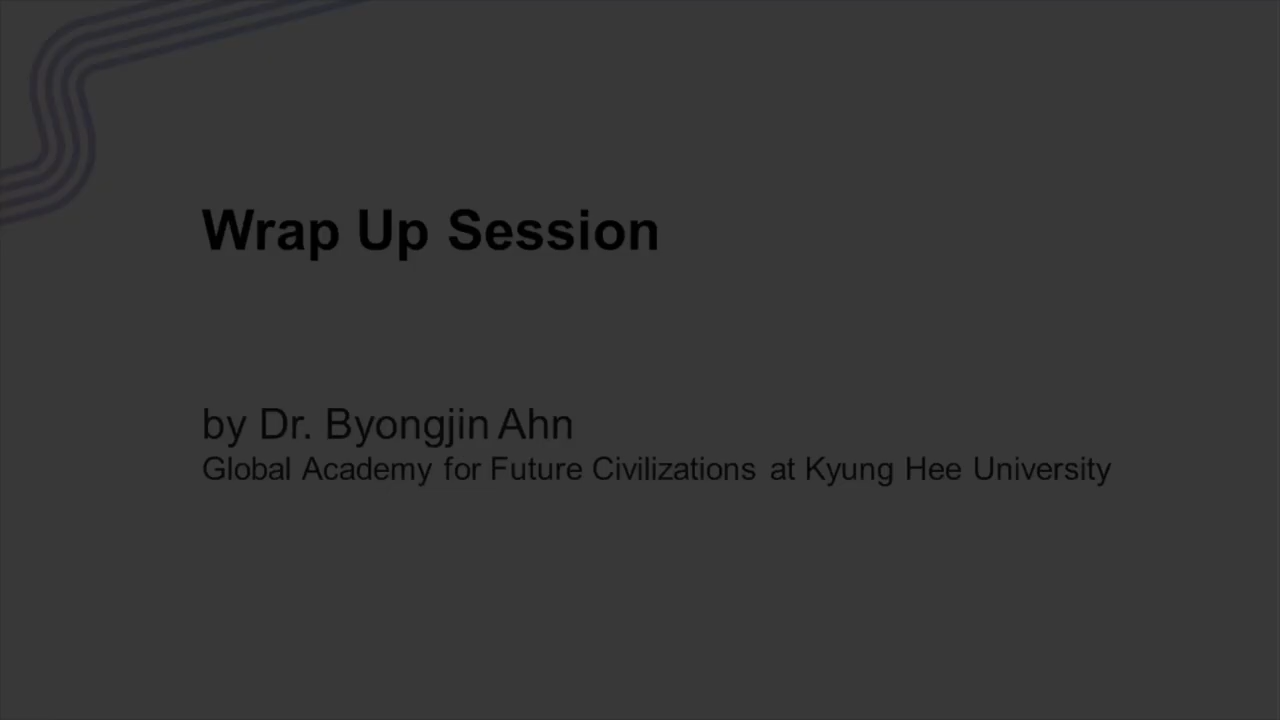 Wrap Up Session
by Dr. Byongjin Ahn
Global Academy for Future Civilizations at Kyung Hee University